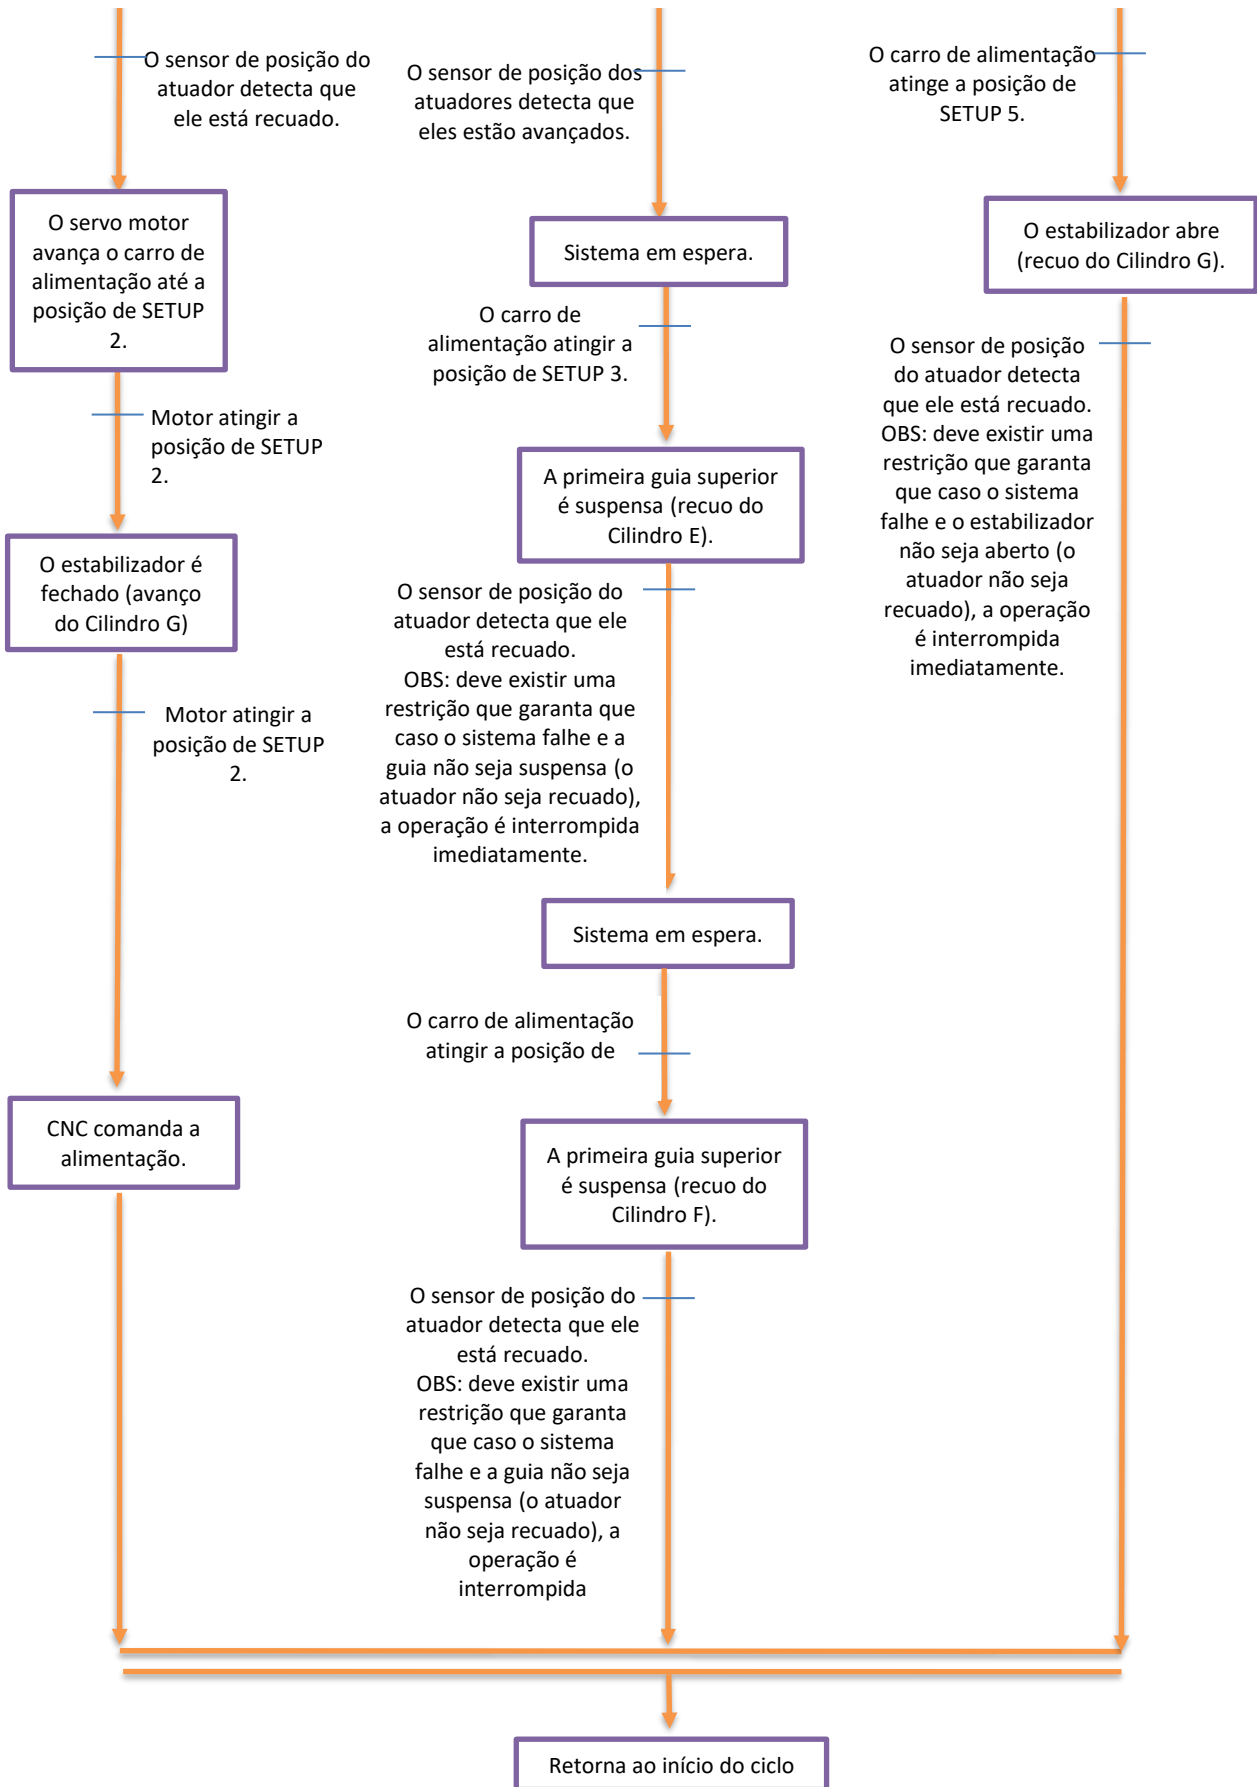 O sensor de posição do
atuador detecta que
ele está recuado.
O servo motor
avança o carro de
alimentação até a
posição de SETUP
2.
Motor atingir a
posição de SETUP
2.
O estabilizador é
fechado (avanço
do Cilindro G)
Motor atingir a
posição de SETUP
2.
CNC comanda a
alimentação.
O sensor de posição dos
atuadores detecta que
eles estão avançados.
Sistema em espera.
O carro de
alimentação atingir a
posição de SETUP 3.
A primeira guia superior
é suspensa (recuo do
Cilindro E).
O sensor de posição do
atuador detecta que ele
está recuado.
OBS: deve existir uma
restrição que garanta que
caso o sistema falhe e a
guia não seja suspensa (o
atuador não seja recuado),
a operação é interrompida
imediatamente.
Sistema em espera.
O carro de alimentação
atingir a posição de
A primeira guia superior
é suspensa (recuo do
Cilindro F).
O sensor de posição do
atuador detecta que ele
está recuado.
OBS: deve existir uma
restrição que garanta
que caso o sistema
falhe e a guia não seja
suspensa (o atuador
não seja recuado), a
operação é
interrompida
O carro de alimentação
atinge a posição de
SETUP 5.
O estabilizador abre
(recuo do Cilindro G).
O sensor de posição
do atuador detecta
que ele está recuado.
OBS: deve existir uma
restrição que garanta
que caso o sistema
falhe e o estabilizador
não seja aberto (o
atuador não seja
recuado), a operação
é interrompida
imediatamente.
Retorna ao início do ciclo